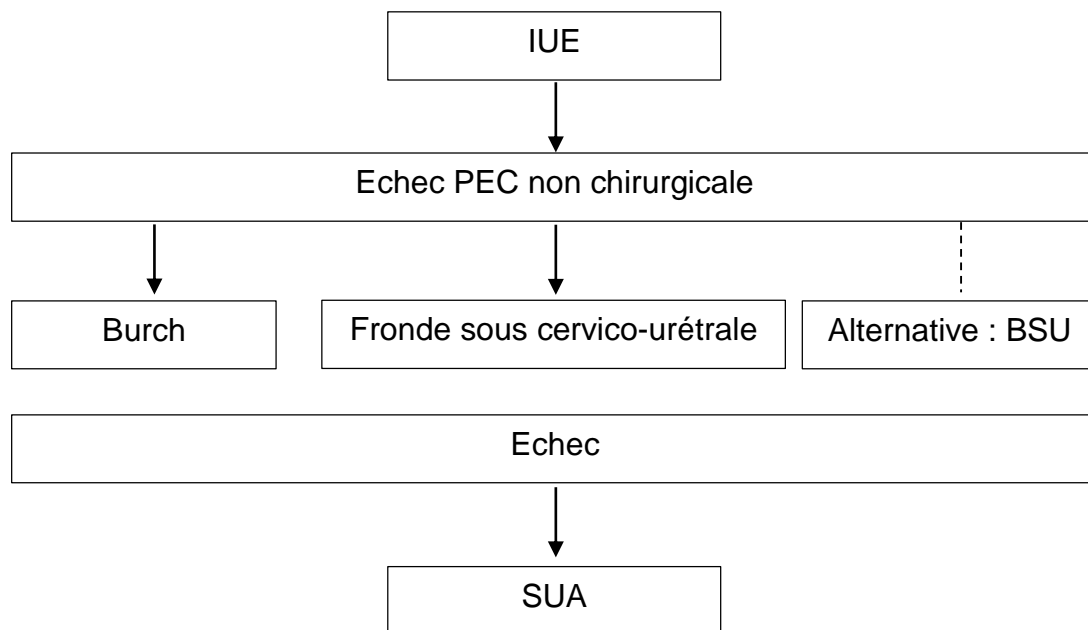 IUE
Echec PEC non chirurgicale
Burch
Fronde sous cervico-urétrale
Alternative : BSU
Echec
SUA